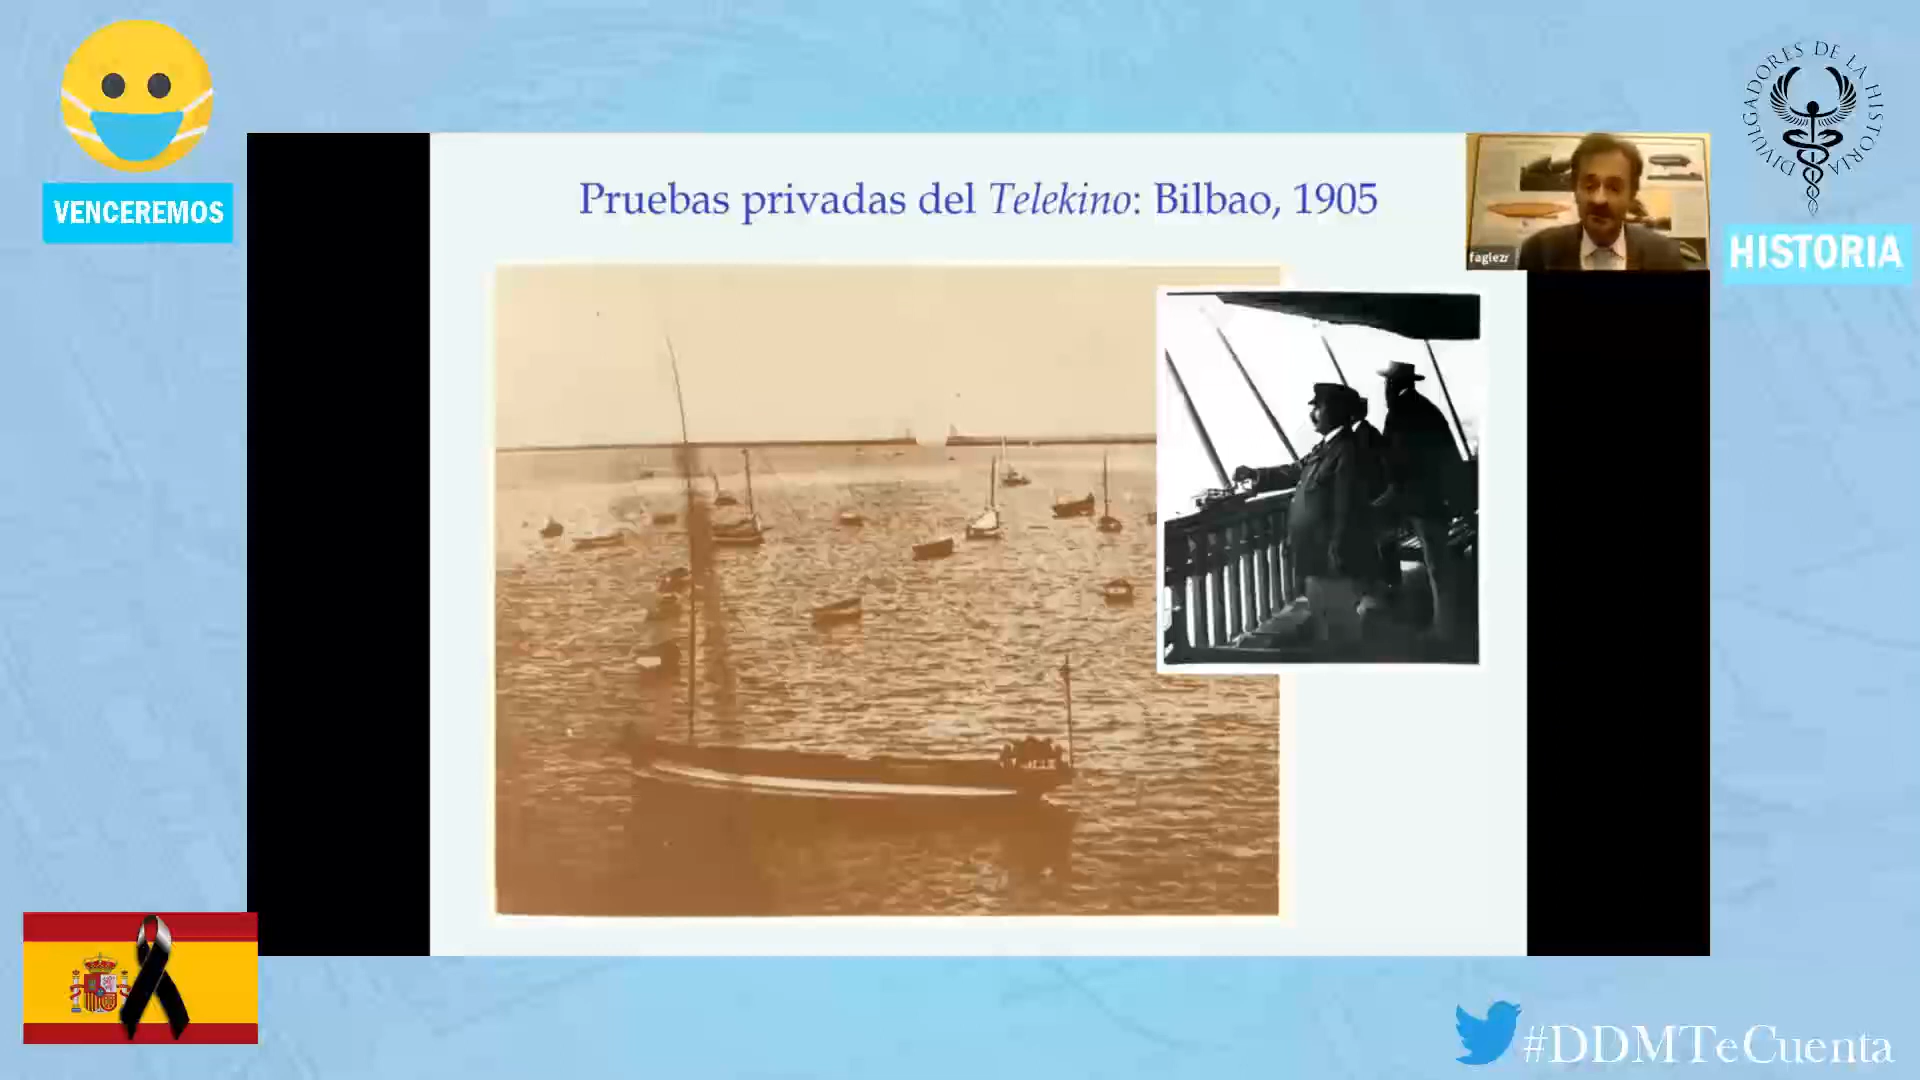 VENCEREMOS
Pruebas privadas del Telekino: Bilbao, 1905
faglezr
DIVULGADORES DE LA HISTORIA
HISTORIA
#DDMTeCuenta